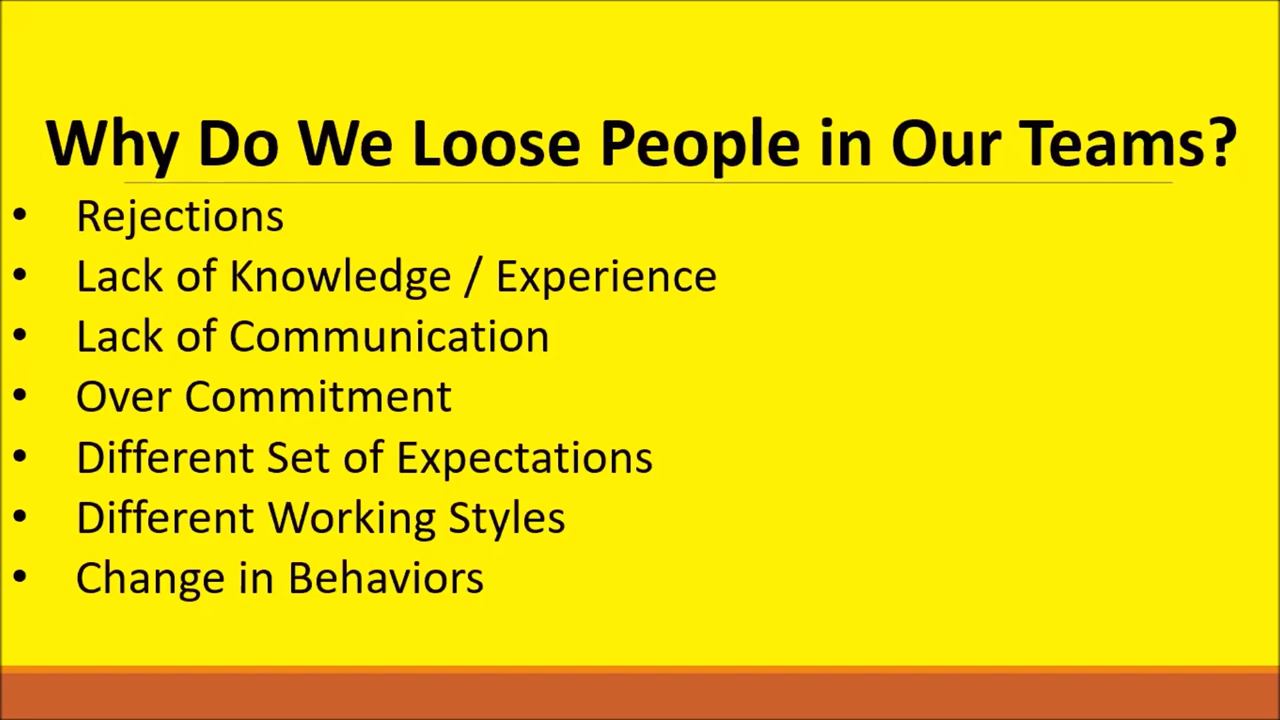 Why Do We Loose People in Our Teams?
• Rejections
• Lack of Knowledge / Experience
• Lack of Communication
• Over Commitment
• Different Set of Expectations
• Different Working Styles
• Change in Behaviors